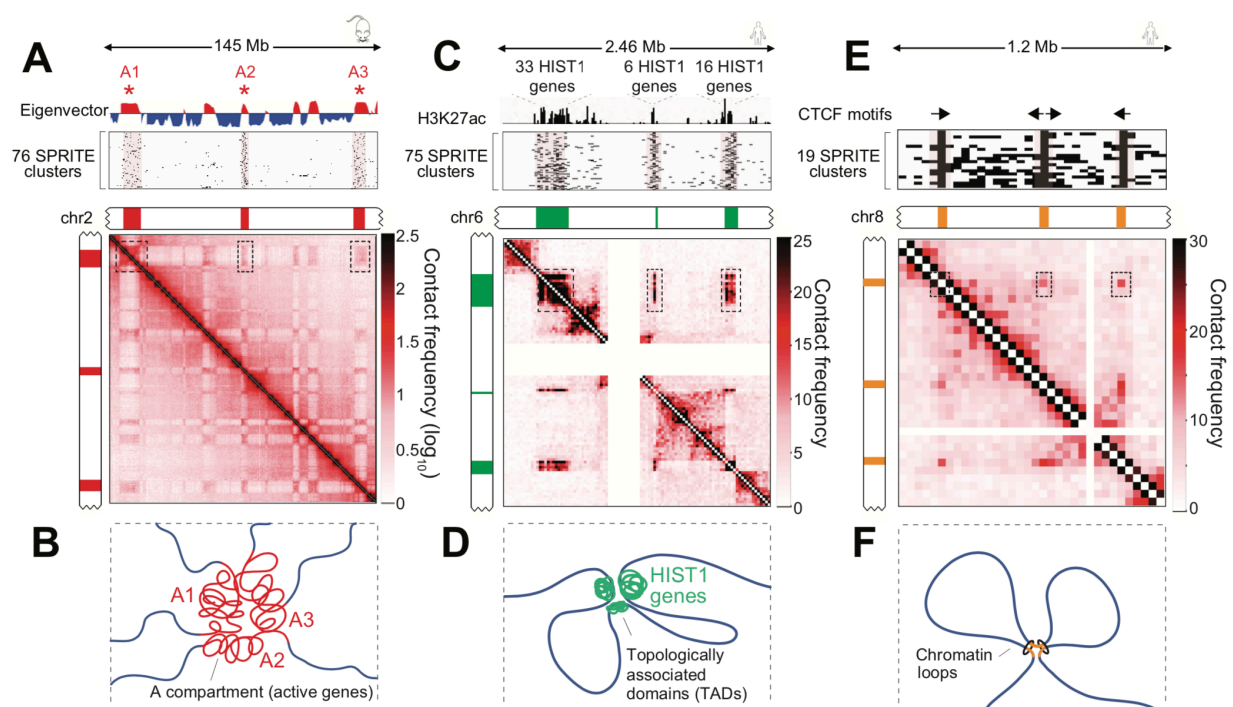 A
145 Mb
A1
A2
A3
*
*
*
Eigenvector
76 SPRITE
clusters
chr2
2.5
2
1.5
1
0.5
0
Contact frequency (log10)
B
A1
A3
A2
A compartment (active genes)
C
2.46 Mb
33 HIST1
genes
6 HIST1
genes
16 HIST1
genes
H3K27ac
75 SPRITE
clusters
chr6
25
20
15
10
5
0
Contact frequency
D
HIST1
genes
Topologically
associated
domains (TADs)
E
1.2 Mb
CTCF motifs
19 SPRITE
clusters
chr8
30
20
10
0
Contact frequency
F
Chromatin
loops